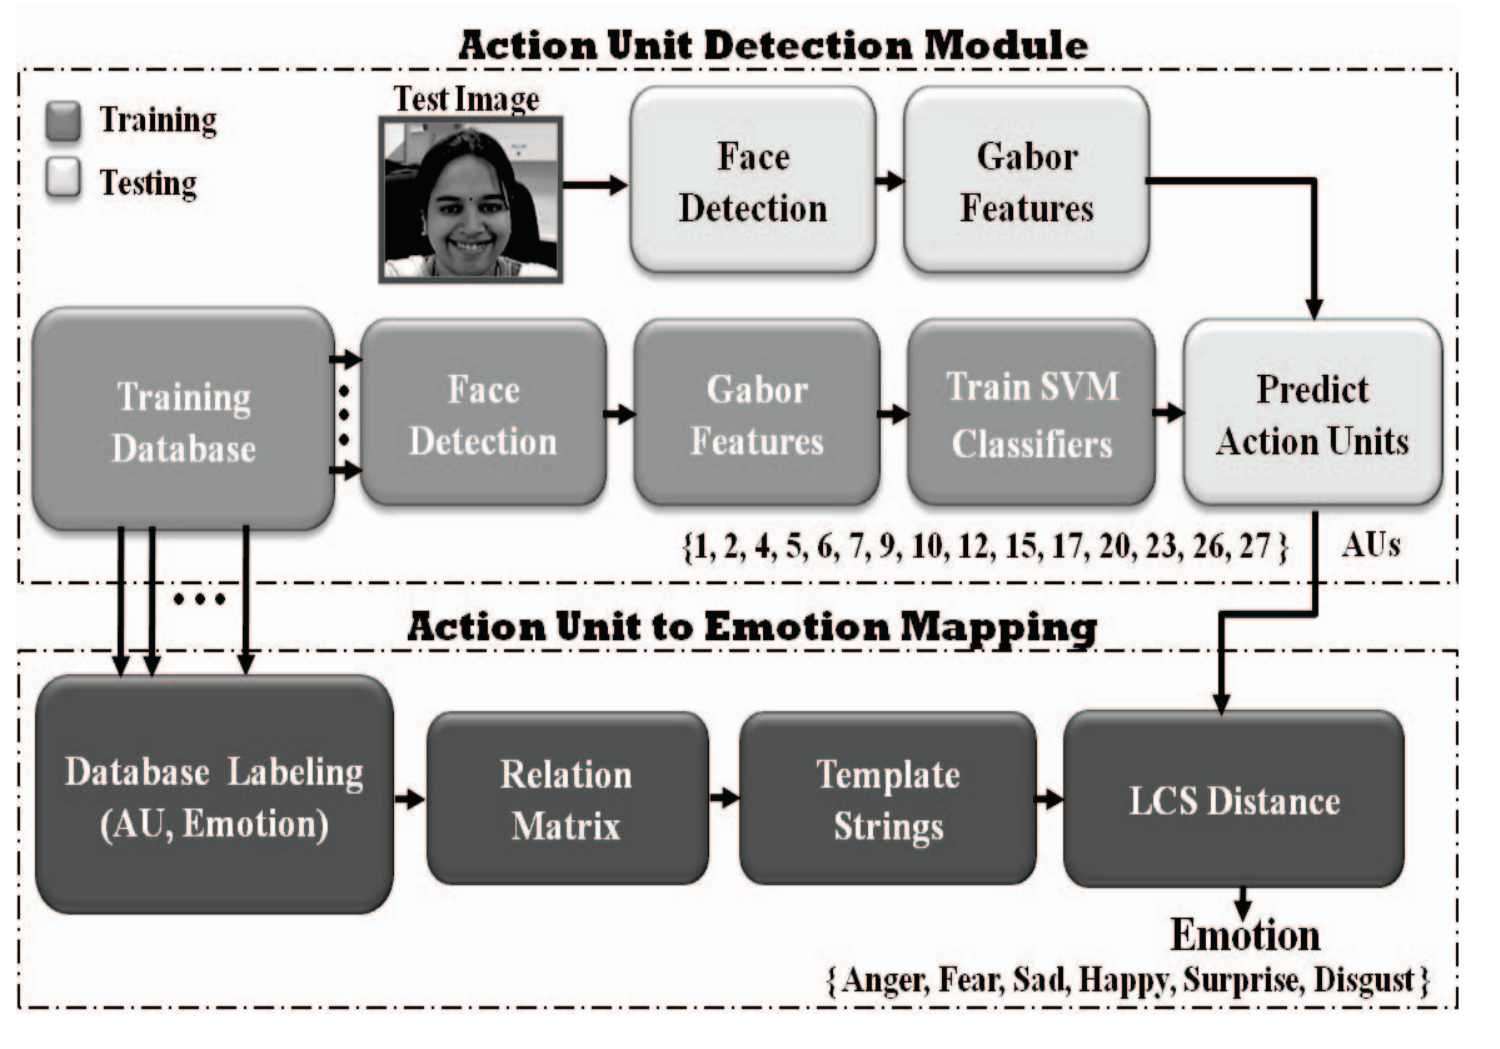 Action Unit Detection Module
Training
Testing
Test Image
Face
Detection
Gabor
Features
Training
Database
Face
Detection
Gabor
Features
Train SVM
Classifiers
Predict
Action Units
{1, 2, 4, 5, 6, 7, 9, 10, 12, 15, 17, 20, 23, 26, 27 }
AUs
Action Unit to Emotion Mapping
Database Labeling
(AU, Emotion)
Relation
Matrix
Template
Strings
LCS Distance
Emotion
{ Anger, Fear, Sad, Happy, Surprise, Disgust }